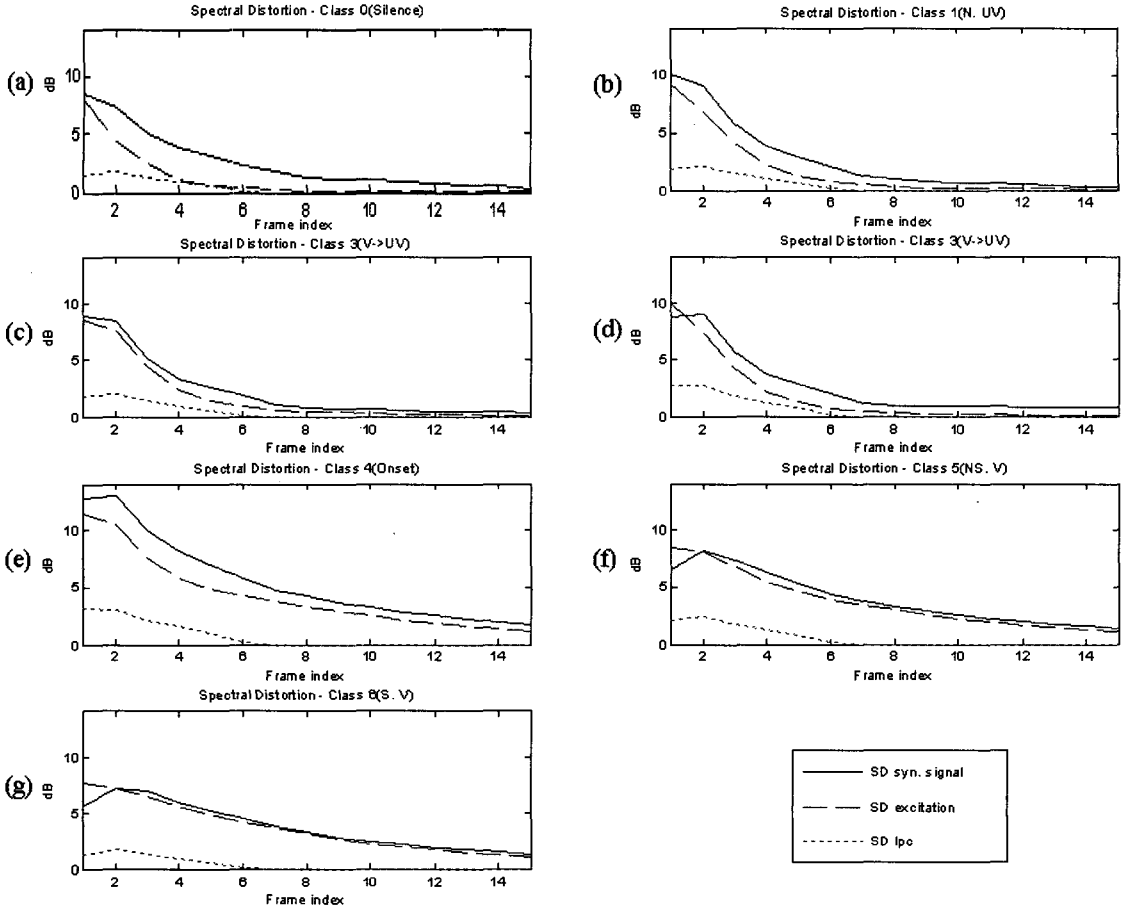 Spectral Distortion - Class 0(Silence)
(a)
dB
10
5
0
2 4 6 8 10 12 14
Frame index
Spectral Distortion - Class 1(N. UV)
(b)
dB
10
5
0
2 4 6 8 10 12 14
Frame index
Spectral Distortion - Class 3(V->UV)
(c)
dB
10
5
0
2 4 6 8 10 12 14
Frame index
Spectral Distortion - Class 3(V->UV)
(d)
dB
10
5
0
2 4 6 8 10 12 14
Frame index
Spectral Distortion - Class 4(Onset)
(e)
dB
10
5
0
2 4 6 8 10 12 14
Frame index
Spectral Distortion - Class 5(NS. V)
(f)
dB
10
5
0
2 4 6 8 10 12 14
Frame index
Spectral Distortion - Class 6(S. V)
(g)
dB
10
5
0
2 4 6 8 10 12 14
Frame index
SD syn. signal
SD excitation
SD lpc